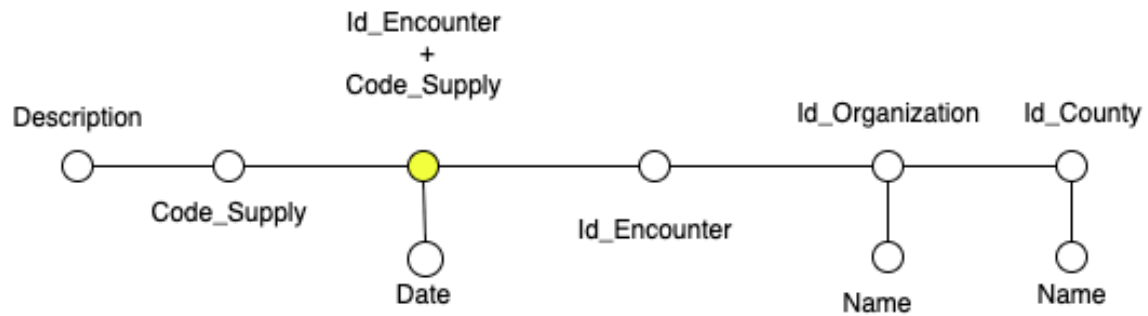 Id_Encounter
+
Code_Supply
Description
Id_Organization
Id_County
Code_Supply
Id_Encounter
Date
Name
Name